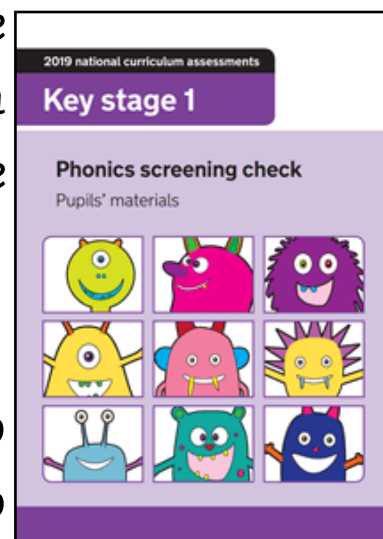 2019 national curriculum assessments
Key stage 1
Phonics screening check
Pupils' materials